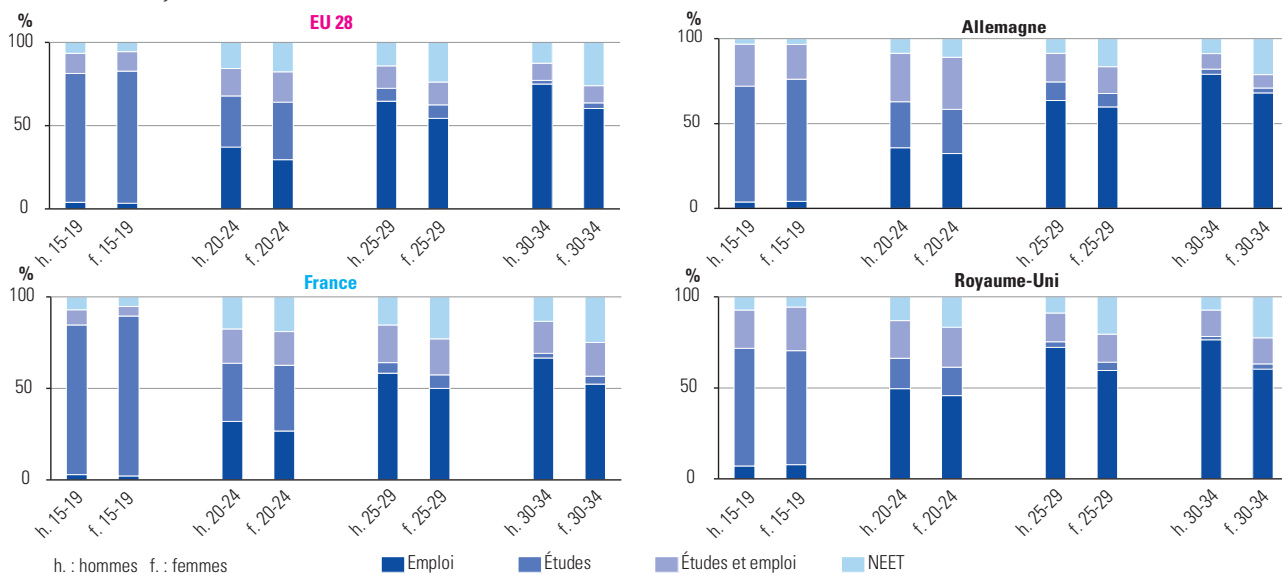 %
EU 28
100
50
0
h. 15-19
f. 15-19
h. 20-24
f. 20-24
h. 25-29
f. 25-29
h. 30-34
f. 30-34
%
Allemagne
100
50
0
h. 15-19
f. 15-19
h. 20-24
f. 20-24
h. 25-29
f. 25-29
h. 30-34
f. 30-34
%
France
100
50
0
h. 15-19
f. 15-19
h. 20-24
f. 20-24
h. 25-29
f. 25-29
h. 30-34
f. 30-34
%
Royaume-Uni
100
50
0
h. 15-19
f. 15-19
h. 20-24
f. 20-24
h. 25-29
f. 25-29
h. 30-34
f. 30-34
h. : hommes f. : femmes
Emploi
Études
Études et emploi
NEET